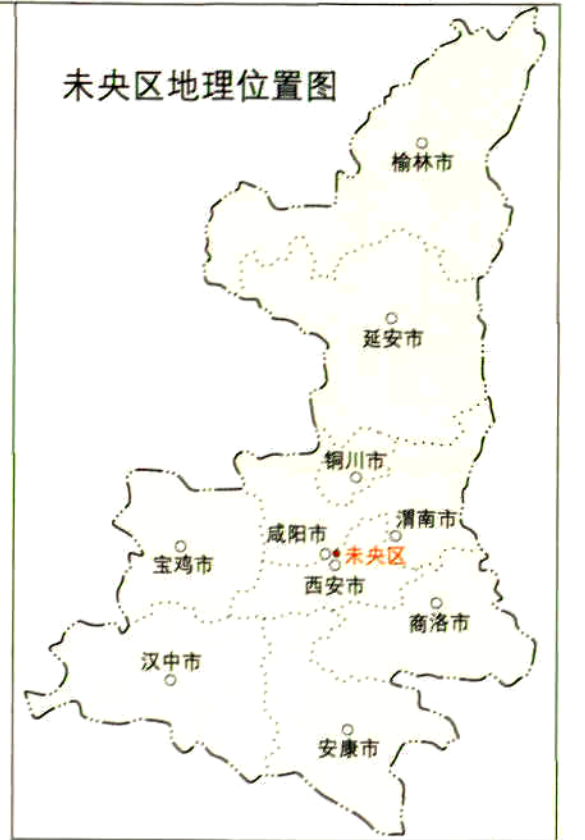 未央区地理位置图
榆林市
延安市
铜川市
渭南市
咸阳市
未央区
宝鸡市
西安市
商洛市
汉中市
安康市